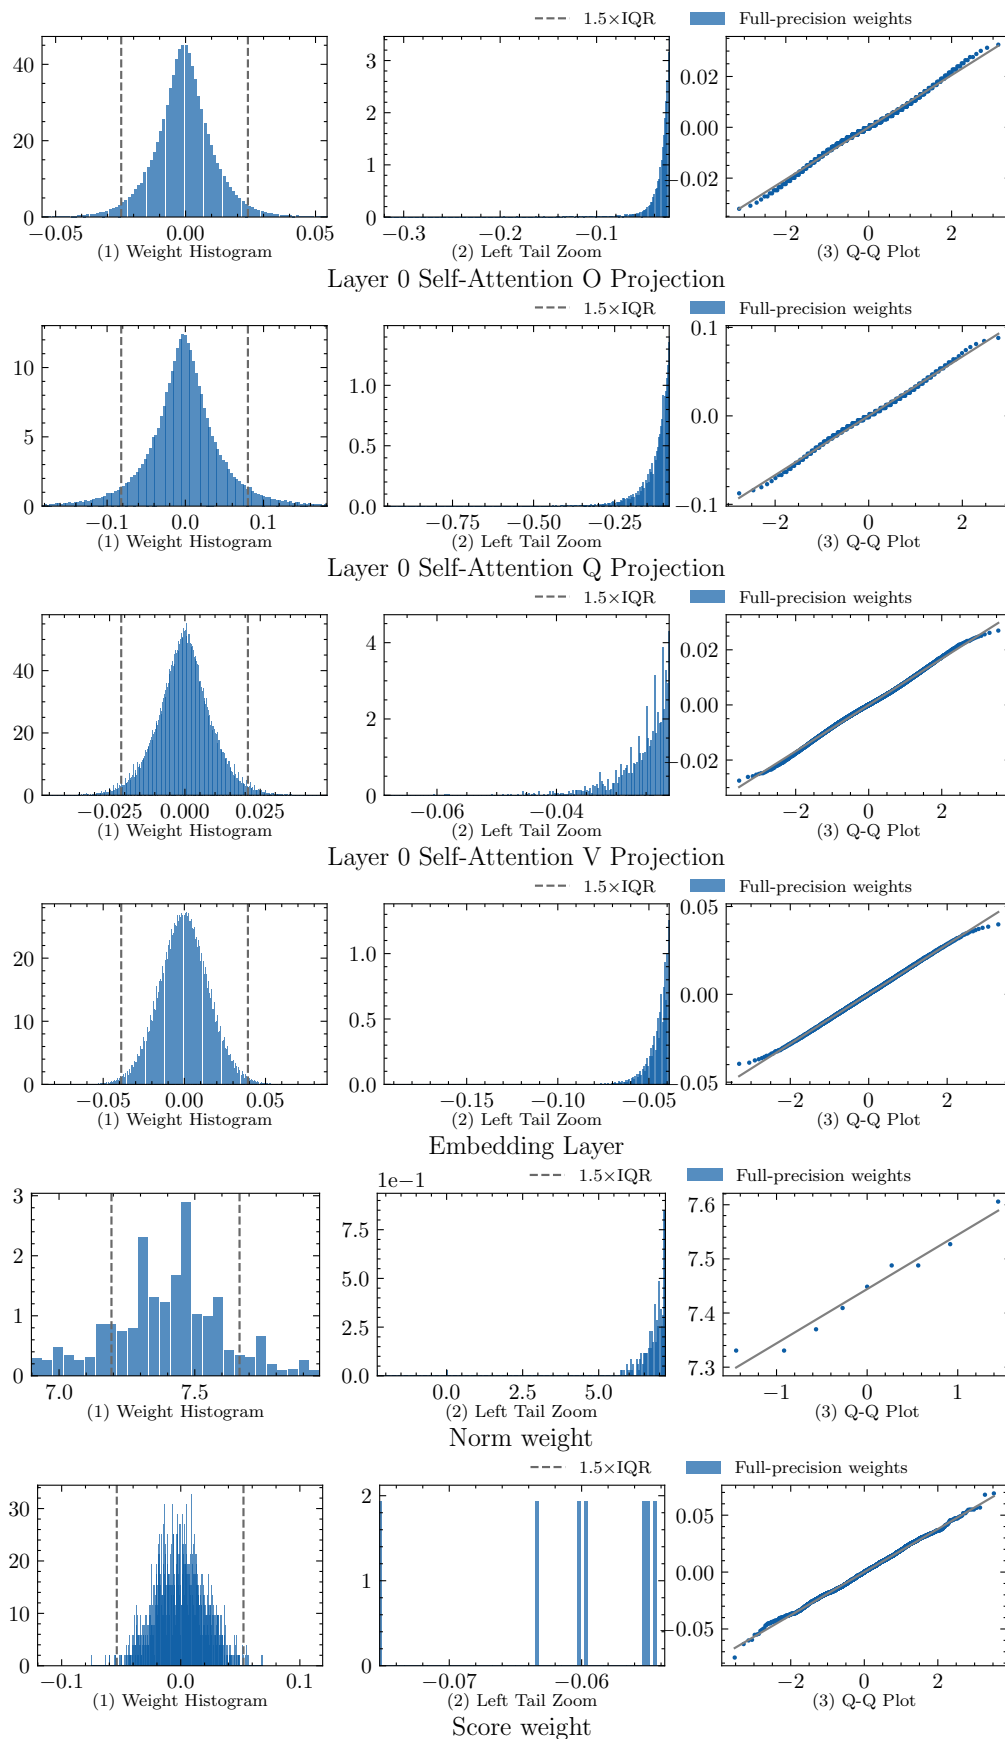 1.5×IQR Full-precision weights
40
20
0
−0.05 0.00 0.05
(1) Weight Histogram
3
2
1
0
−0.3 −0.2 −0.1
(2) Left Tail Zoom
0.02
0.00
−0.02
−2 0 2
(3) Q-Q Plot
Layer 0 Self-Attention O Projection
1.5×IQR Full-precision weights
10
5
0
−0.1 0.0 0.1
(1) Weight Histogram
1.0
0.5
0.0
−0.75 −0.50 −0.25
(2) Left Tail Zoom
0.1
0.0
−0.1
−2 0 2
(3) Q-Q Plot
Layer 0 Self-Attention Q Projection
1.5×IQR Full-precision weights
40
20
0
−0.025 0.000 0.025
(1) Weight Histogram
4
2
0
−0.06 −0.04
(2) Left Tail Zoom
0.02
0.00
−0.02
−2 0 2
(3) Q-Q Plot
Layer 0 Self-Attention V Projection
1.5×IQR Full-precision weights
20
10
0
−0.05 0.00 0.05
(1) Weight Histogram
1.0
0.5
0.0
−0.15 −0.10 −0.05
(2) Left Tail Zoom
0.05
0.00
−0.05
−2 0 2
(3) Q-Q Plot
Embedding Layer
1.5×IQR Full-precision weights
3
2
1
0
7.0 7.5
(1) Weight Histogram
1e−1
7.5
5.0
2.5
0.0
0.0 2.5 5.0
(2) Left Tail Zoom
7.6
7.5
7.4
7.3
−1 0 1
(3) Q-Q Plot
Norm weight
1.5×IQR Full-precision weights
30
20
10
0
−0.1 0.0 0.1
(1) Weight Histogram
2
1
0
−0.07 −0.06
(2) Left Tail Zoom
0.05
0.00
−0.05
−2 0 2
(3) Q-Q Plot
Score weight